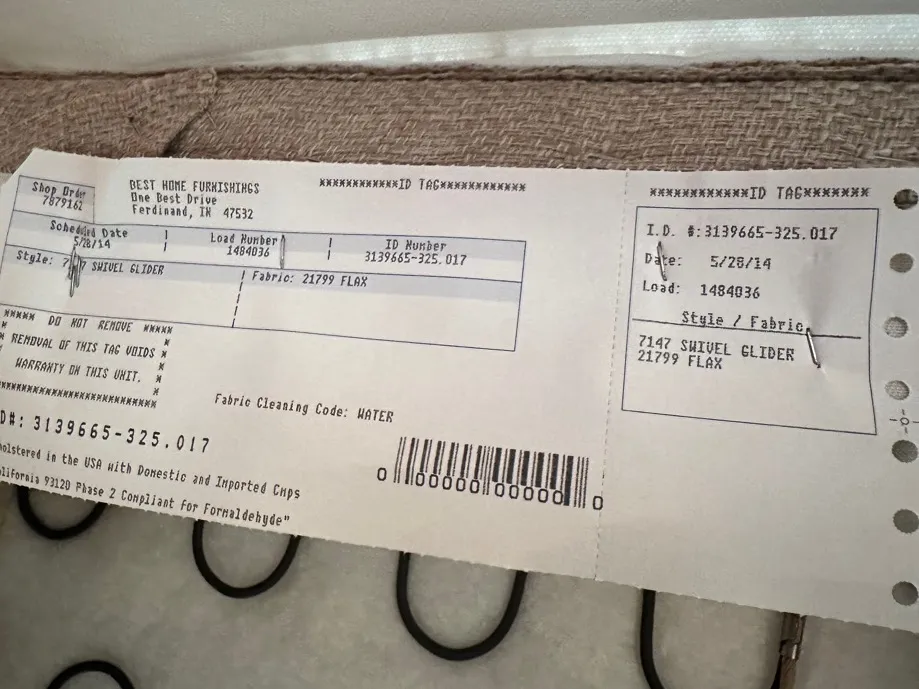 Shop Order
7879162
BEST HOME FURNISHINGS
One Best Drive
Ferdinand, IN 47532
**********ID TAG**********
Scheduled Date
5/28/14
Load Number
1484036
ID Number
3139665-325.017
Style: 7 7 SWIVEL GLIDER
Fabric: 21799 FLAX
***** DO NOT REMOVE *****
* REMOVAL OF THIS TAG VOIDS *
* WARRANTY ON THIS UNIT. *
**************************
Fabric Cleaning Code: WATER
D#: 3139665-325.017
olstered in the USA with Domestic and Imported Cmps
lifornia 93120 Phase 2 Compliant for Formaldehyde"
0 00000 00000 0
**********ID TAG*******
I.D. #:3139665-325.017
Date: 5/28/14
Load: 1484036
Style / Fabric
7147 SWIVEL GLIDER
21799 FLAX